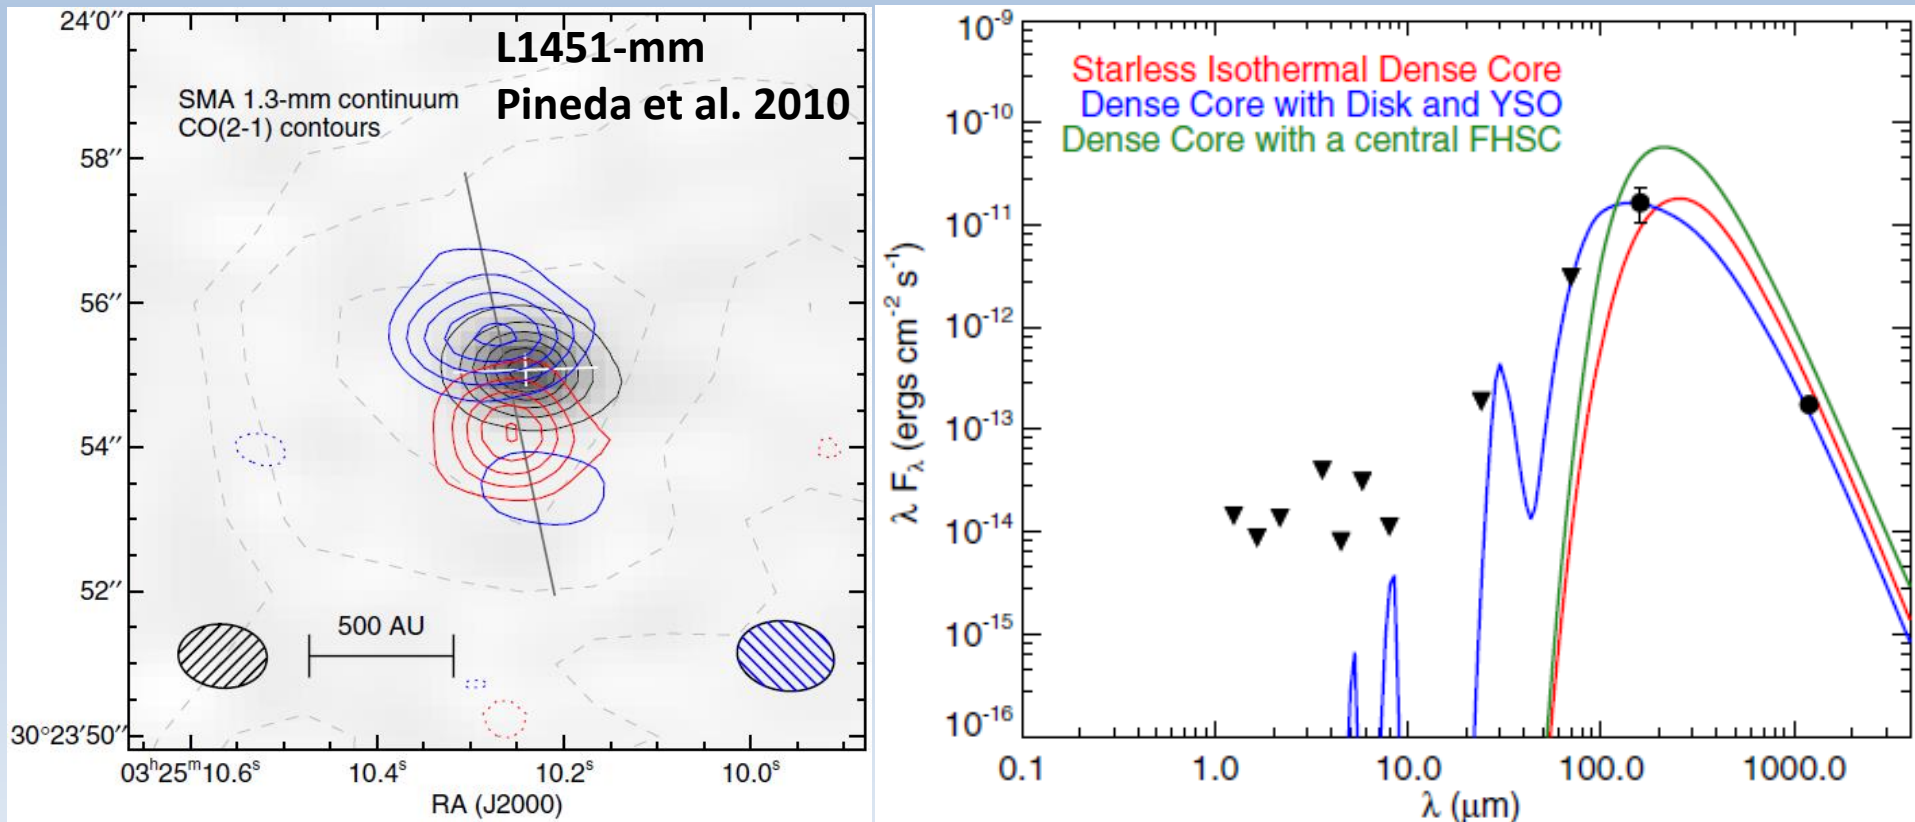 L1451-mm
Pineda et al. 2010
SMA 1.3-mm continuum
CO(2-1) contours
24'0''
58''
56''
54''
52''
30°23'50''
500 AU
03h25m10.6s 10.4s 10.2s 10.0s
RA (J2000)
Starless Isothermal Dense Core
Dense Core with Disk and YSO
Dense Core with a central FHSC
λ Fλ (ergs cm-2 s-1)
10-9
10-10
10-11
10-12
10-13
10-14
10-15
10-16
0.1 1.0 10.0 100.0 1000.0
λ (μm)